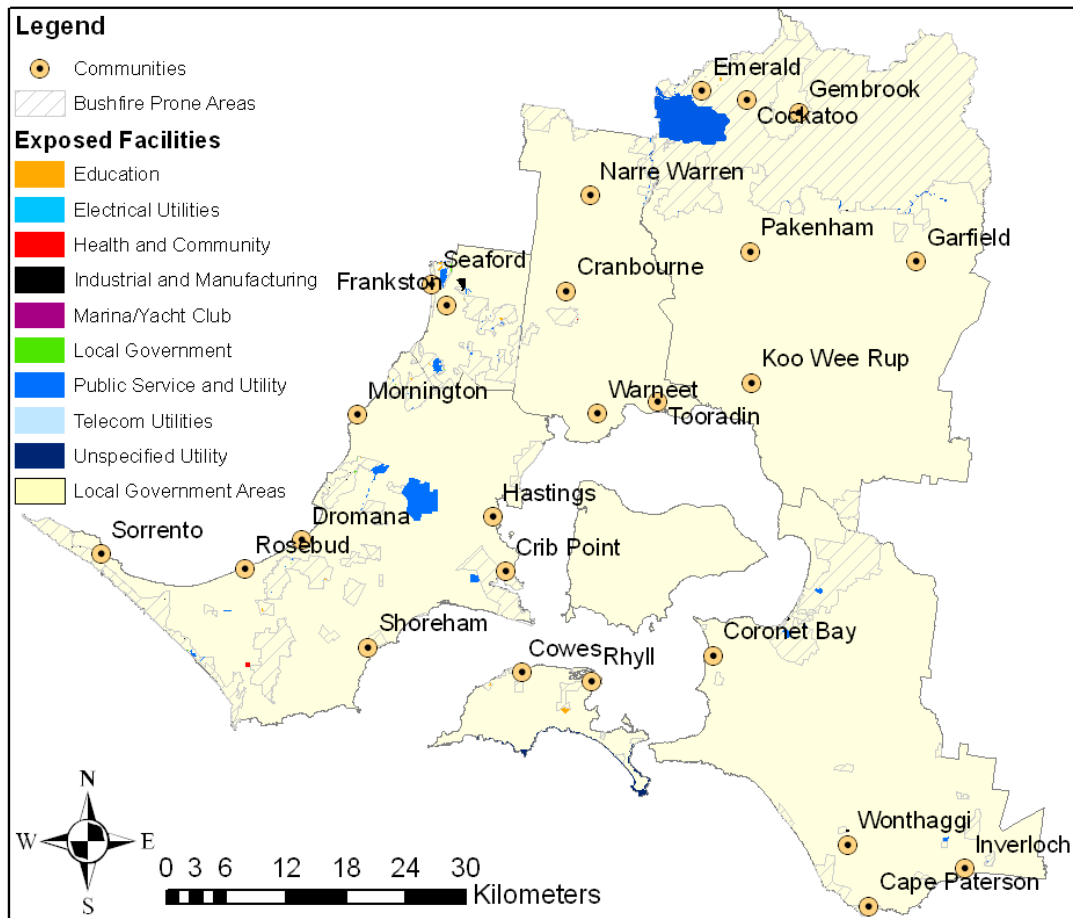 Legend
Communities
Bushfire Prone Areas
Exposed Facilities
Education
Electrical Utilities
Health and Community
Industrial and Manufacturing
Marina/Yacht Club
Local Government
Public Service and Utility
Telecom Utilities
Unspecified Utility
Local Government Areas
Emerald
Gembrook
Cockatoo
Narre Warren
Pakenham
Garfield
Seaford
Frankston
Cranbourne
Koo Wee Rup
Mornington
Warneet
Tooradin
Hastings
Dromana
Sorrento
Rosebud
Crib Point
Shoreham
Coronet Bay
Cowes
Rhyll
Wonthaggi
Inverloch
Cape Paterson
N
W E
S
0 3 6 12 18 24 30
Kilometers